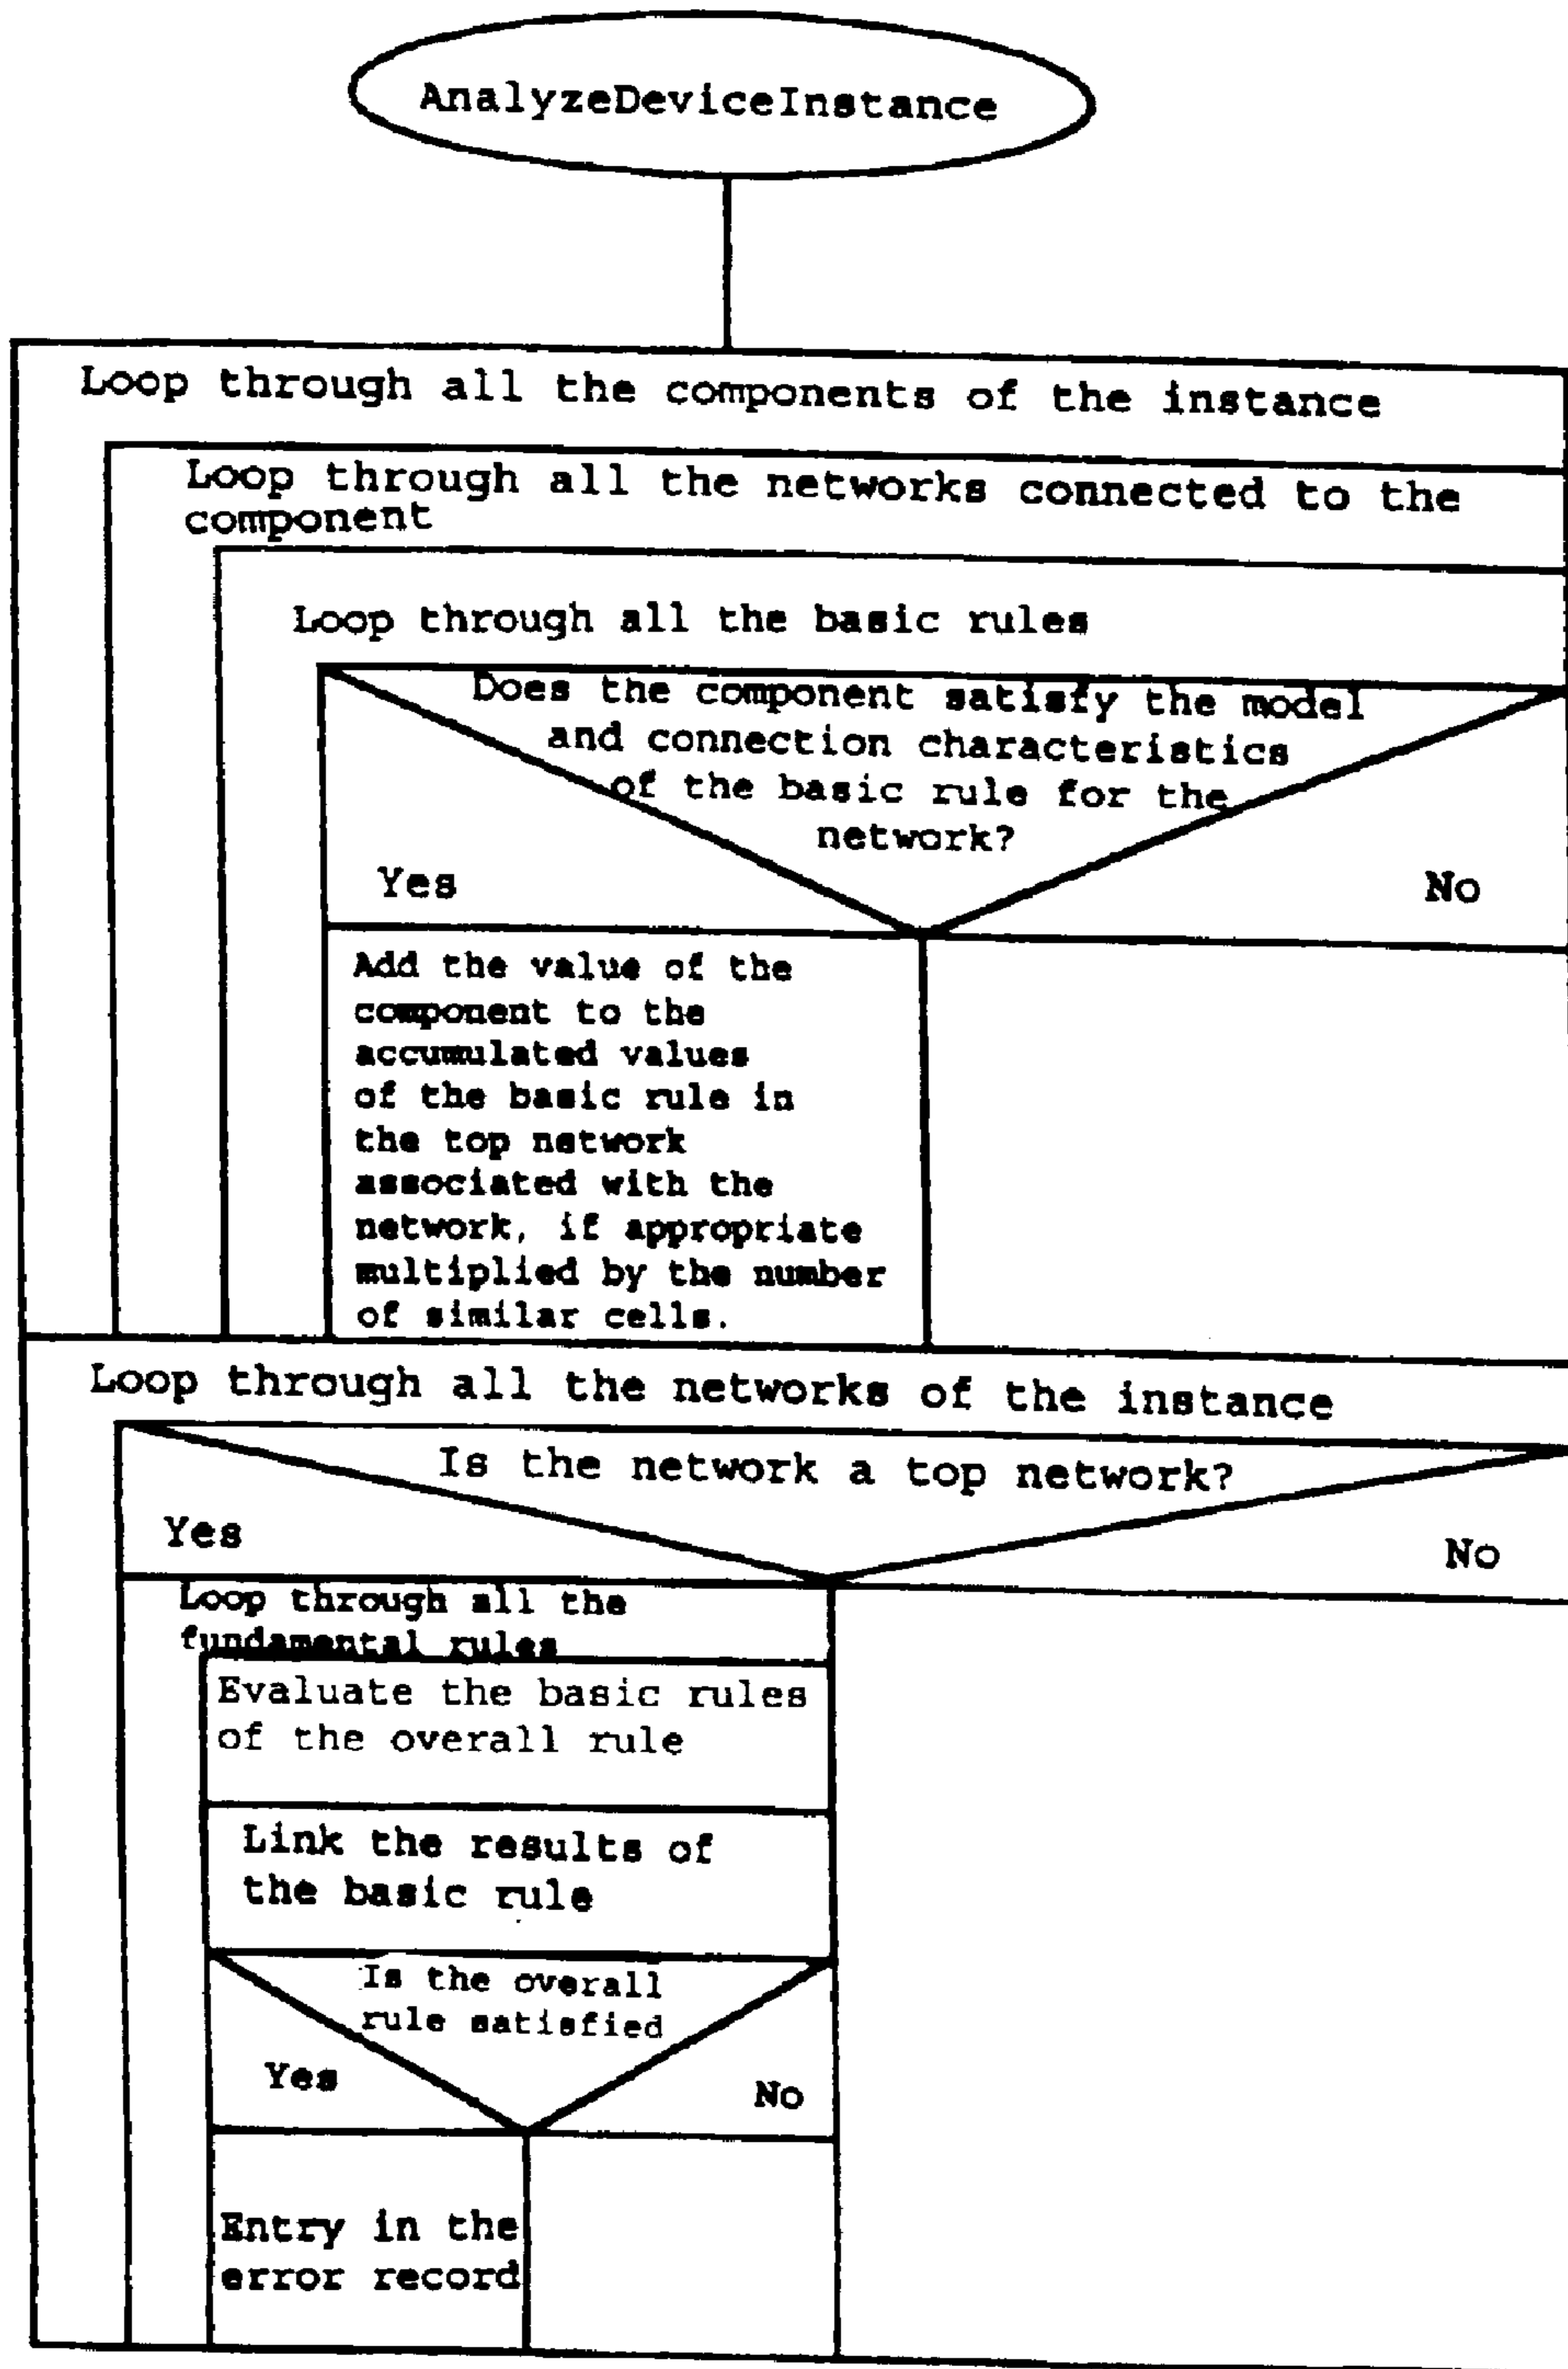 AnalyzeDeviceInstance
Loop through all the components of the instance
Loop through all the networks connected to the
component
Loop through all the basic rules
Does the component satisfy the model
and connection characteristics
of the basic rule for the
network?
Yes
No
Add the value of the
component to the
accumulated values
of the basic rule in
the top network
associated with the
network, if appropriate
multiplied by the number
of similar cells.
Loop through all the networks of the instance
Is the network a top network?
Yes
No
Loop through all the
fundamental rules
Evaluate the basic rules
of the overall rule
Link the results of
the basic rule
Is the overall
rule satisfied
Yes
No
Entry in the
error record